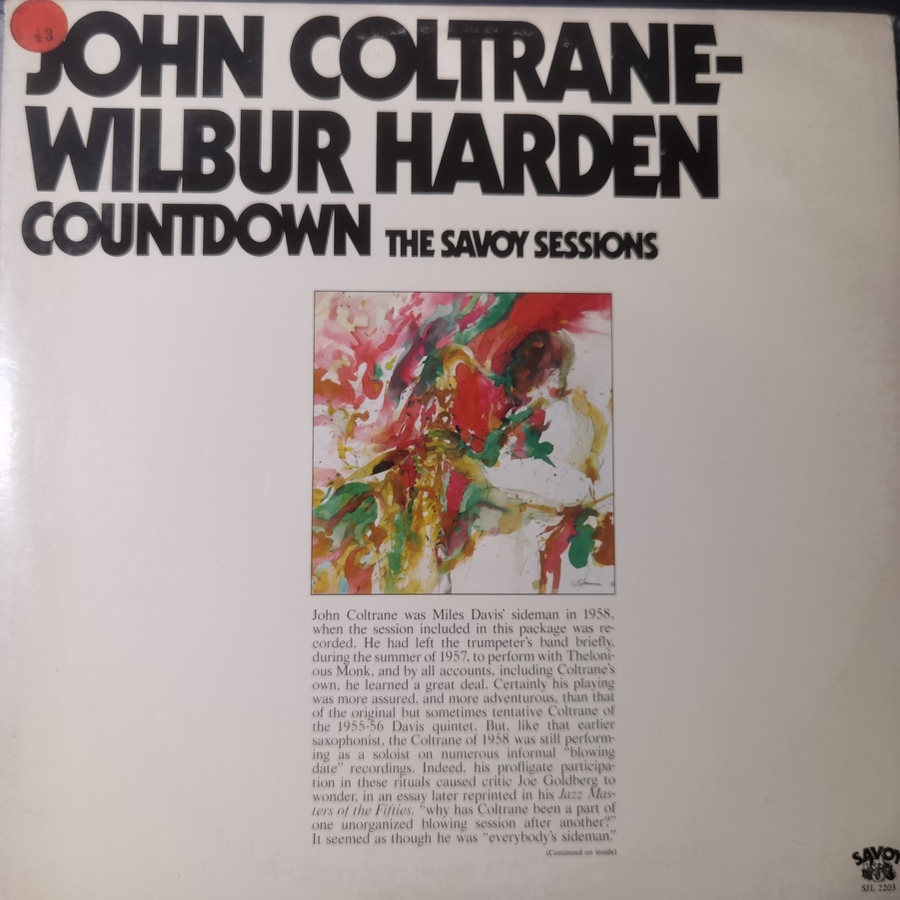 43
JOHN COLTRANE-
WILBUR HARDEN
COUNTDOWN THE SAVOY SESSIONS
John Coltrane was Miles Davis' sideman in 1958,
when the session included in this package was re-
corded. He had left the trumpeter's band briefly,
during the summer of 1957, to perform with Theloni-
ous Monk, and by all accounts, including Coltrane's
own, he learned a great deal. Certainly his playing
was more assured, and more adventurous, than that
of the original but sometimes tentative Coltrane of
the 1955-56 Davis quintet. But, like that earlier
saxophonist, the Coltrane of 1958 was still perform-
ing as a soloist on numerous informal "blowing
date" recordings. Indeed, his profligate participa-
tion in these rituals caused critic Joe Goldberg to
wonder, in an essay later reprinted in his Jazz Mas-
ters of the Fifties, "why has Coltrane been a part of
one unorganized blowing session after another?"
It seemed as though he was "everybody's sideman."
(Continued on inside)
SAVOY
SJL 2203